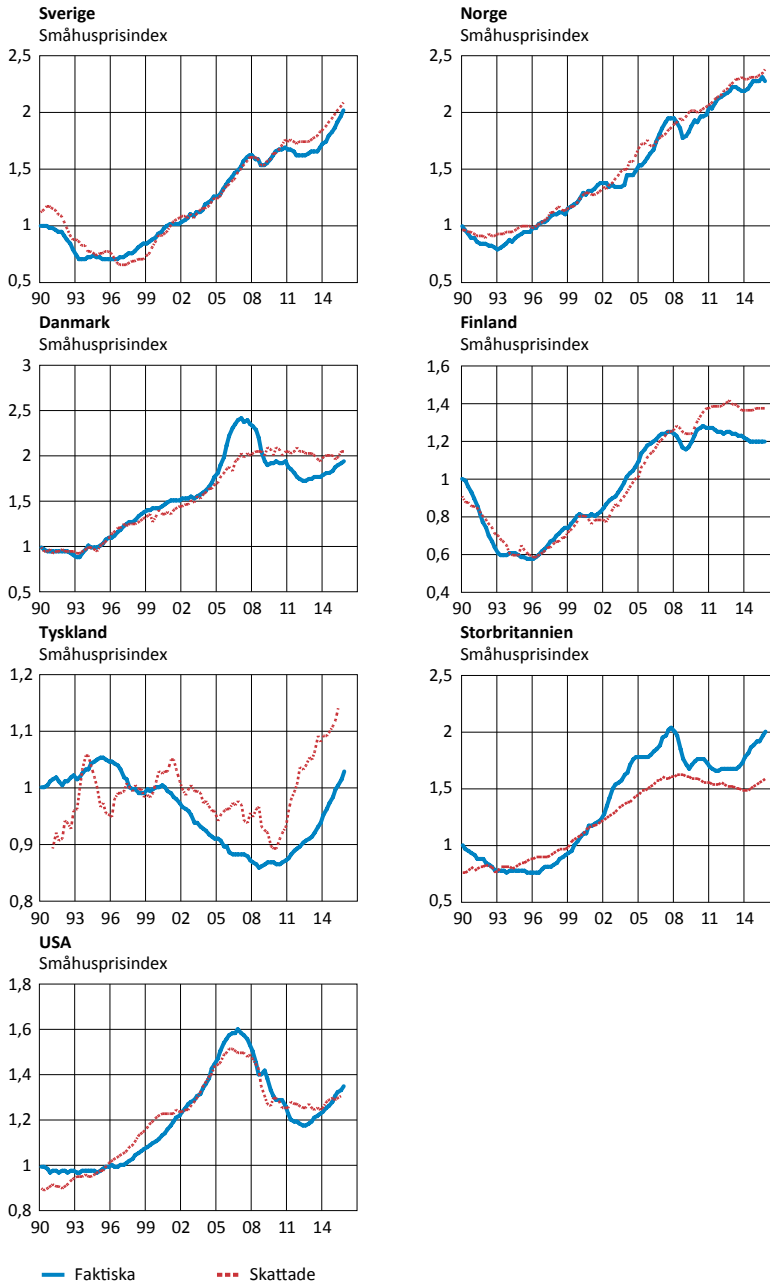 Sverige
Småhusprisindex
2,5
2
1,5
1
0,5
90 93 96 99 02 05 08 11 14
Norge
Småhusprisindex
2,5
2
1,5
1
0,5
90 93 96 99 02 05 08 11 14
Danmark
Småhusprisindex
3
2,5
2
1,5
1
0,5
90 93 96 99 02 05 08 11 14
Finland
Småhusprisindex
1,6
1,4
1,2
1
0,8
0,6
0,4
90 93 96 99 02 05 08 11 14
Tyskland
Småhusprisindex
1,2
1,1
1
0,9
0,8
90 93 96 99 02 05 08 11 14
Storbritannien
Småhusprisindex
2,5
2
1,5
1
0,5
90 93 96 99 02 05 08 11 14
USA
Småhusprisindex
1,8
1,6
1,4
1,2
1
0,8
90 93 96 99 02 05 08 11 14
Faktiska Skattade